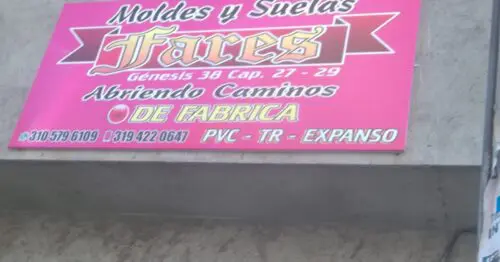 Moldes y Suelas
Fares
Génesis 38 Cap. 27 - 29
Abriendo Caminos
DE FABRICA
310 579 6109 319 422 0647 PVC - TR - EXPANSO